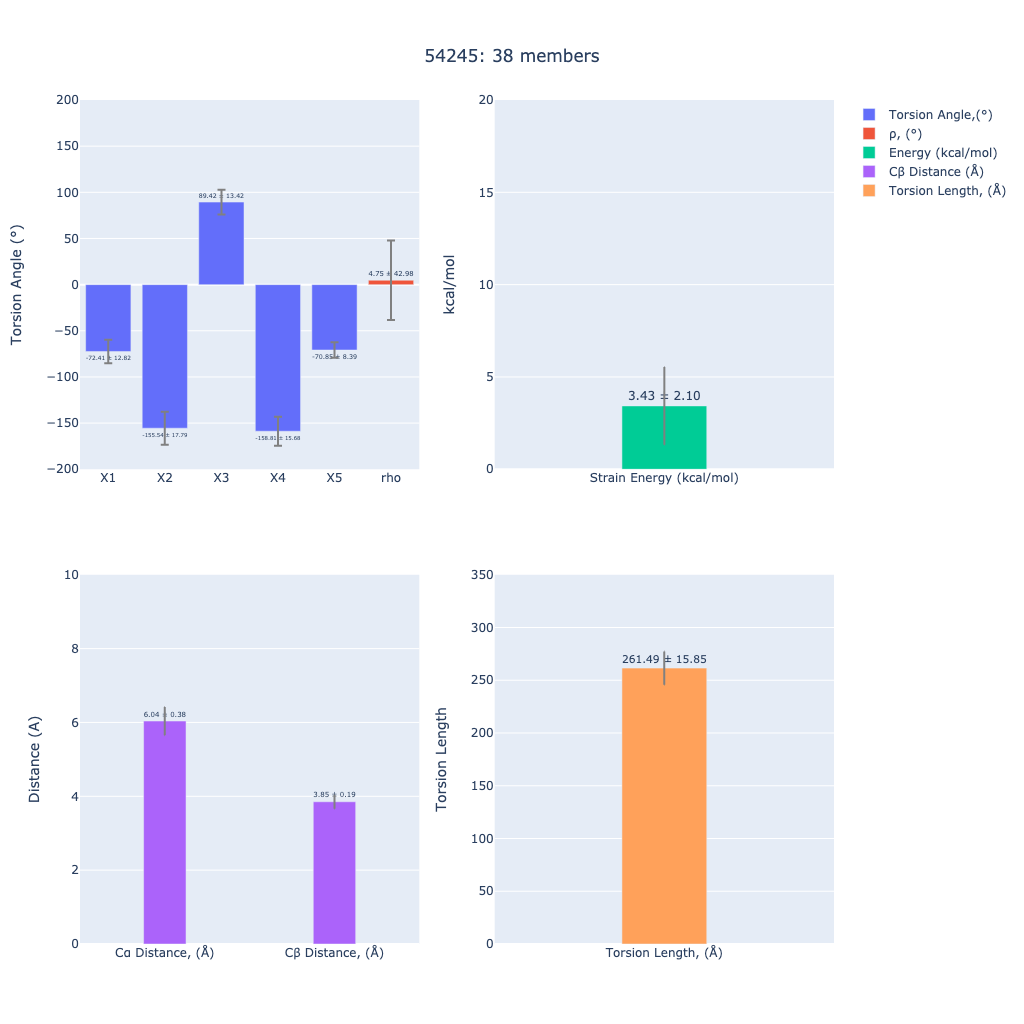 54245: 38 members
200
150
100
50
0
−50
−100
−150
−200
Torsion Angle (°)
-72.41 ± 12.82
-155.54 ± 17.79
89.42 ± 13.42
-158.81 ± 15.68
-70.85 ± 8.39
4.75 ± 42.98
X1 X2 X3 X4 X5 rho
20
15
10
5
0
kcal/mol
3.43 ± 2.10
Strain Energy (kcal/mol)
Torsion Angle,(°)
ρ, (°)
Energy (kcal/mol)
Cβ Distance (Å)
Torsion Length, (Å)
10
8
6
4
2
0
Distance (A)
6.04 ± 0.38
3.85 ± 0.19
Cα Distance, (Å) Cβ Distance, (Å)
350
300
250
200
150
100
50
0
Torsion Length
261.49 ± 15.85
Torsion Length, (Å)